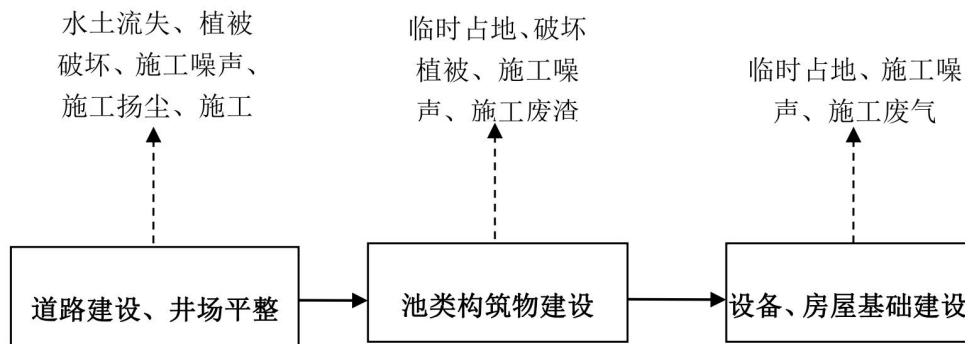 水土流失、植被
破坏、施工噪声、
施工扬尘、施工
临时占地、破坏
植被、施工噪
声、施工废渣
临时占地、施工噪
声、施工废气
道路建设、井场平整
池类构筑物建设
设备、房屋基础建设